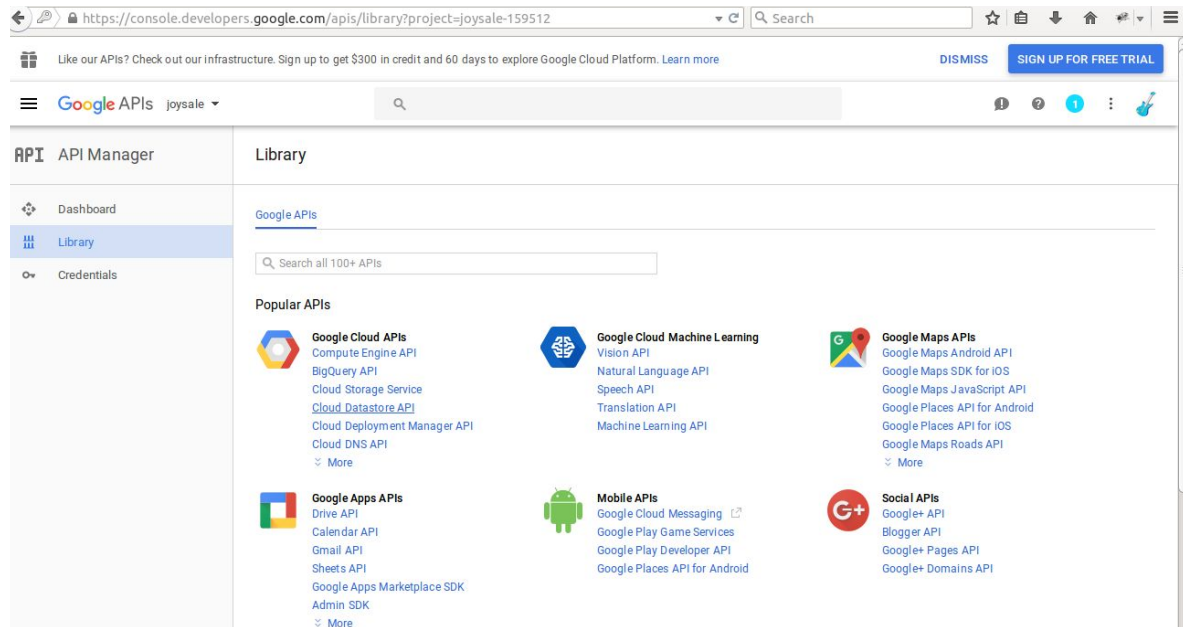 https://console.developers.google.com/apis/library?project=joysale-159512
Search
Like our APIs? Check out our infrastructure. Sign up to get $300 in credit and 60 days to explore Google Cloud Platform. Learn more
DISMISS
SIGN UP FOR FREE TRIAL
Google APIs
joysale
1
API
API Manager
Library
Dashboard
Library
Credentials
Google APIs
Search all 100+ APIs
Popular APIs
Google Cloud APIs
Compute Engine API
BigQuery API
Cloud Storage Service
Cloud Datastore API
Cloud Deployment Manager API
Cloud DNS API
More
Google Cloud Machine Learning
Vision API
Natural Language API
Speech API
Translation API
Machine Learning API
G
Google Maps APIs
Google Maps Android API
Google Maps SDK for iOS
Google Maps JavaScript API
Google Places API for Android
Google Places API for iOS
Google Maps Roads API
More
Google Apps APIs
Drive API
Calendar API
Gmail API
Sheets API
Google Apps Marketplace SDK
Admin SDK
More
Mobile APIs
Google Cloud Messaging
Google Play Game Services
Google Play Developer API
Google Places API for Android
G+
Social APIs
Google+ API
Blogger API
Google+ Pages API
Google+ Domains API